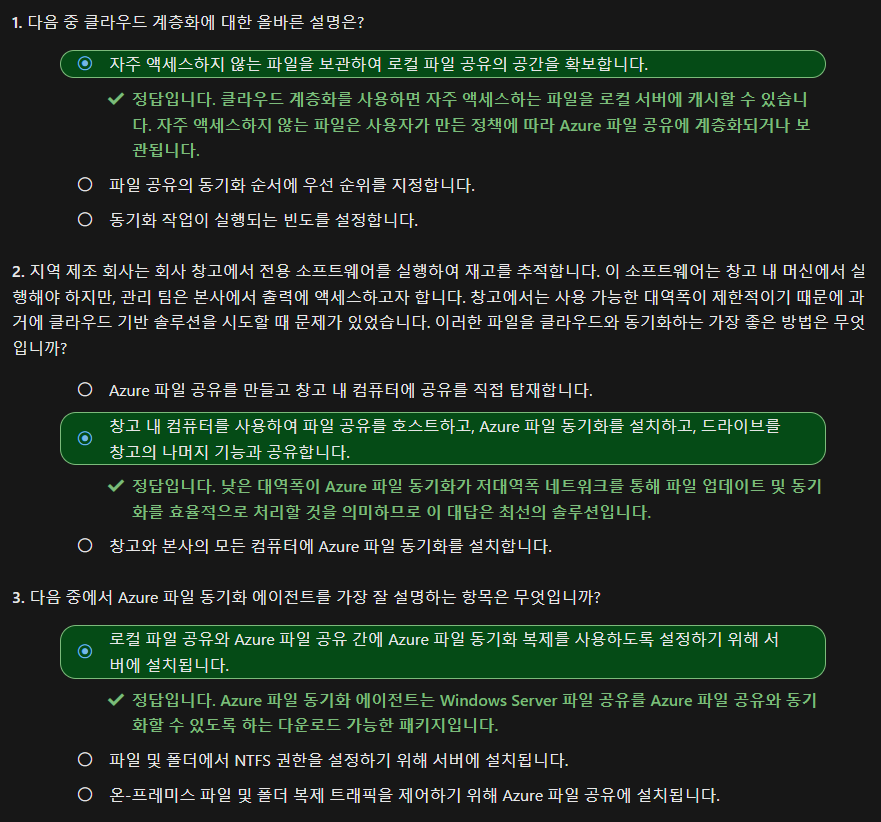 1. 다음 중 클라우드 계층화에 대한 올바른 설명은?
자주 액세스하지 않는 파일을 보관하여 로컬 파일 공유의 공간을 확보합니다.
정답입니다. 클라우드 계층화를 사용하면 자주 액세스하는 파일을 로컬 서버에 캐시할 수 있습니
다. 자주 액세스하지 않는 파일은 사용자가 만든 정책에 따라 Azure 파일 공유에 계층화되거나 보
관됩니다.
파일 공유의 동기화 순서에 우선 순위를 지정합니다.
동기화 작업이 실행되는 빈도를 설정합니다.
2. 지역 제조 회사는 회사 창고에서 전용 소프트웨어를 실행하여 재고를 추적합니다. 이 소프트웨어는 창고 내 머신에서 실
행해야 하지만, 관리 팀은 본사에서 출력에 액세스하고자 합니다. 창고에서는 사용 가능한 대역폭이 제한적이기 때문에 과
거에 클라우드 기반 솔루션을 시도할 때 문제가 있었습니다. 이러한 파일을 클라우드와 동기화하는 가장 좋은 방법은 무엇
입니까?
Azure 파일 공유를 만들고 창고 내 컴퓨터에 공유를 직접 탑재합니다.
창고 내 컴퓨터를 사용하여 파일 공유를 호스트하고, Azure 파일 동기화를 설치하고, 드라이브를
창고의 나머지 기능과 공유합니다.
정답입니다. 낮은 대역폭이 Azure 파일 동기화가 저대역폭 네트워크를 통해 파일 업데이트 및 동기
화를 효율적으로 처리할 것을 의미하므로 이 대답은 최선의 솔루션입니다.
창고와 본사의 모든 컴퓨터에 Azure 파일 동기화를 설치합니다.
3. 다음 중에서 Azure 파일 동기화 에이전트를 가장 잘 설명하는 항목은 무엇입니까?
로컬 파일 공유와 Azure 파일 공유 간에 Azure 파일 동기화 복제를 사용하도록 설정하기 위해 서
버에 설치됩니다.
정답입니다. Azure 파일 동기화 에이전트는 Windows Server 파일 공유를 Azure 파일 공유와 동기
화할 수 있도록 하는 다운로드 가능한 패키지입니다.
파일 및 폴더에서 NTFS 권한을 설정하기 위해 서버에 설치됩니다.
온-프레미스 파일 및 폴더 복제 트래픽을 제어하기 위해 Azure 파일 공유에 설치됩니다.